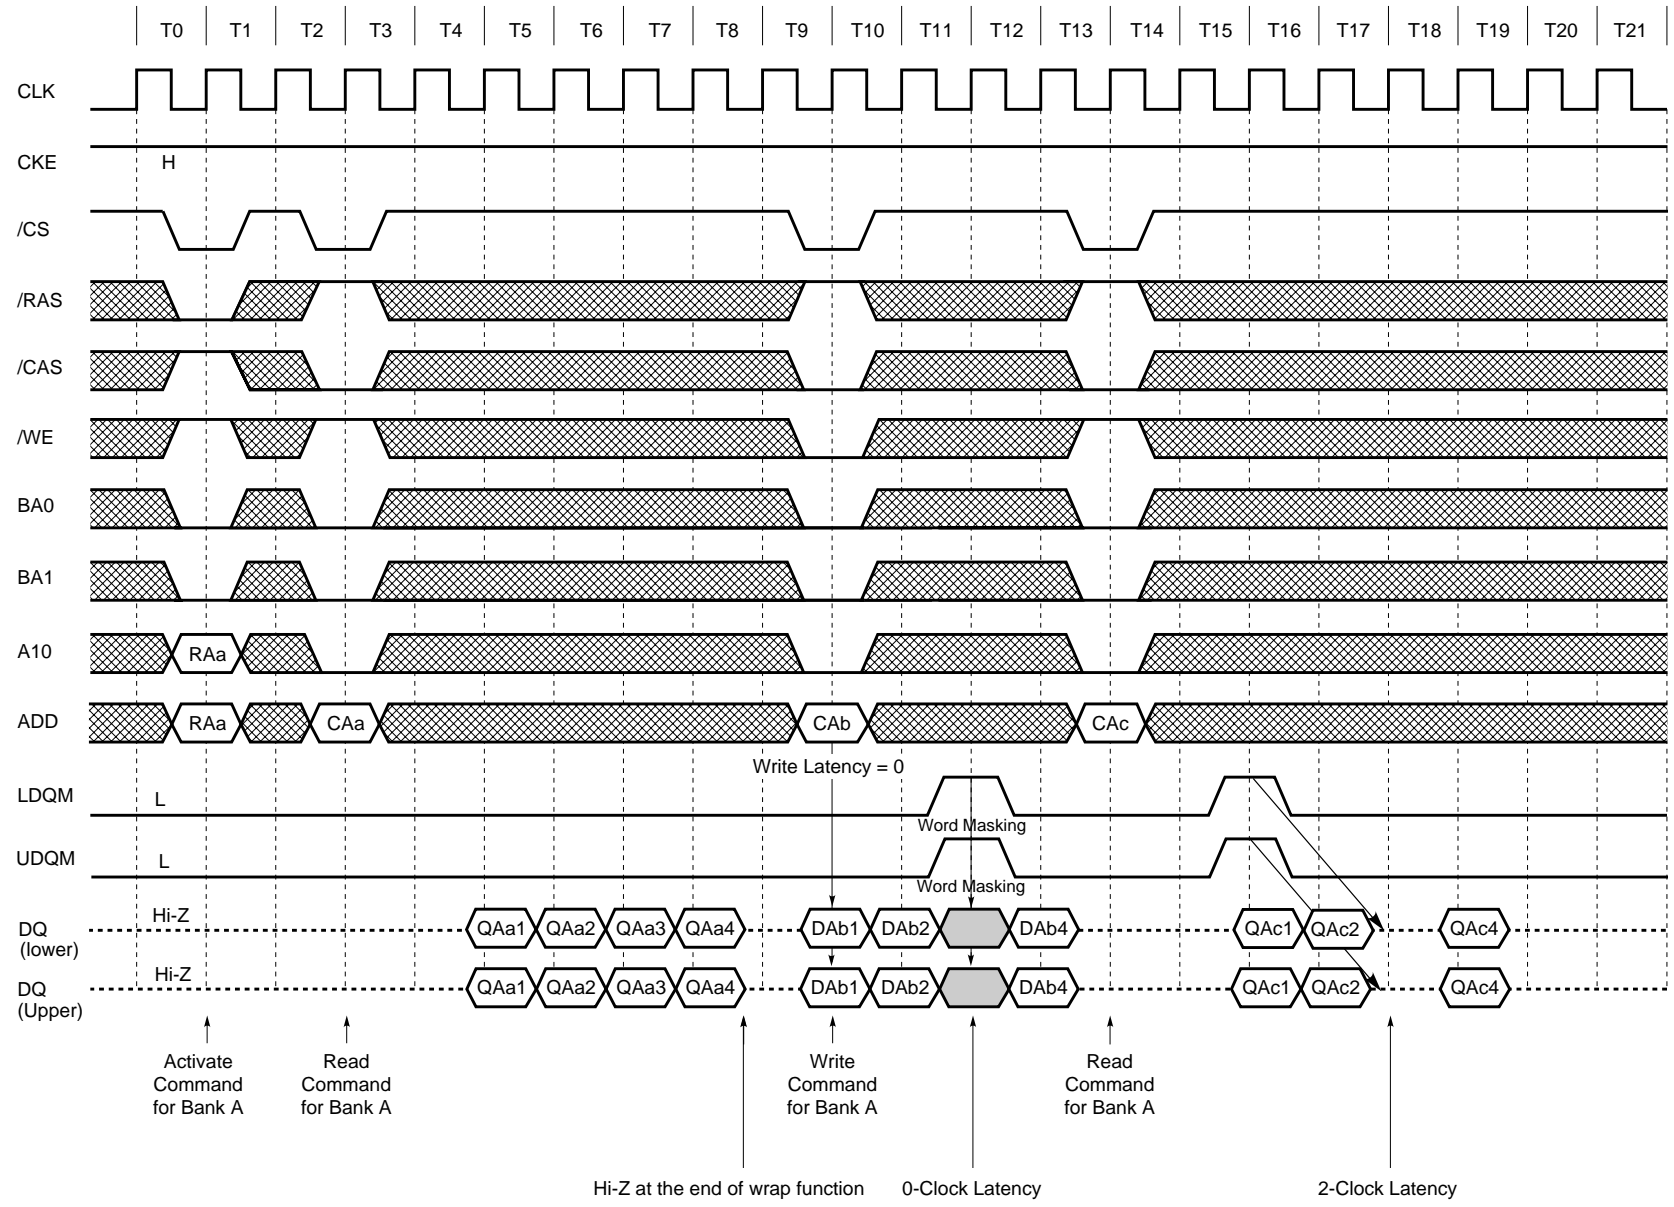 T0 T1 T2 T3 T4 T5 T6 T7 T8 T9 T10 T11 T12 T13 T14 T15 T16 T17 T18 T19 T20 T21
CLK
CKE H
/CS
/RAS
/CAS
/WE
BA0
BA1
A10 RAa
ADD RAa CAa CAb CAc
Write Latency = 0
LDQM L
Word Masking
UDQM L
Word Masking
DQ (lower) Hi-Z QAa1 QAa2 QAa3 QAa4 DAb1 DAb2 DAb4 QAc1 QAc2 QAc4
DQ (Upper) Hi-Z QAa1 QAa2 QAa3 QAa4 DAb1 DAb2 DAb4 QAc1 QAc2 QAc4
Activate Read Write Read
Command Command Command Command
for Bank A for Bank A for Bank A for Bank A
Hi-Z at the end of wrap function 0-Clock Latency 2-Clock Latency